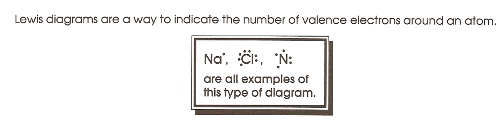 Lewis diagrams are a way to indicate the number of valence electrons around an atom.
Na˙, :C̈l:, ·Ṅ:
are all examples of
this type of diagram.